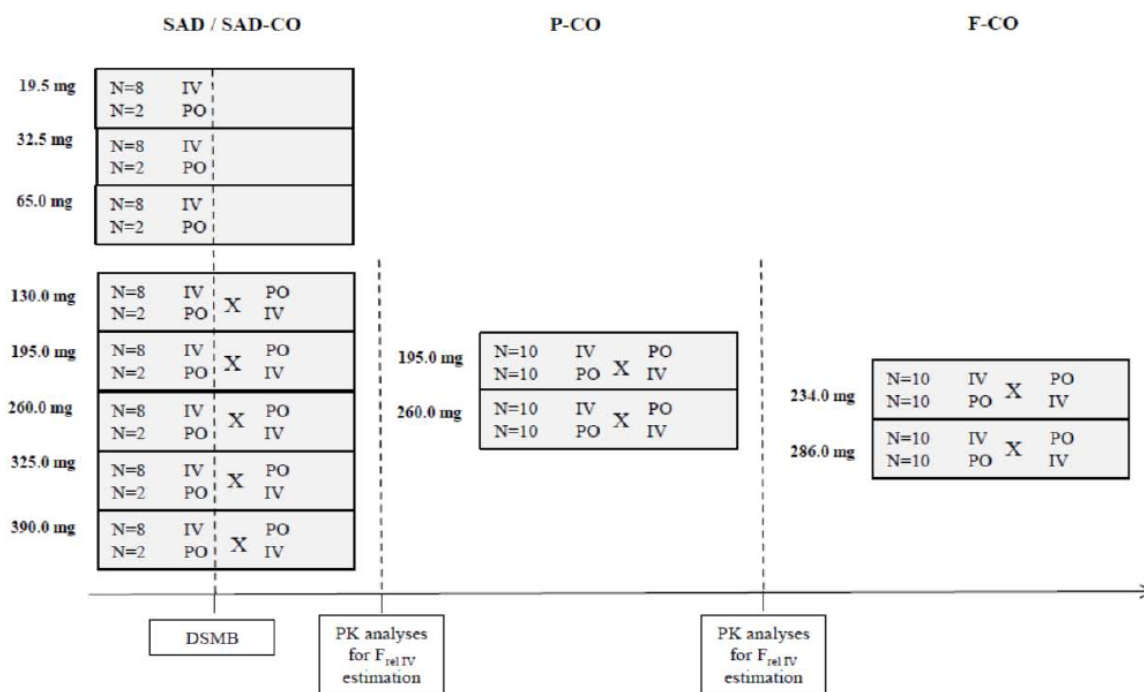 SAD / SAD-CO
P-CO
F-CO
19.5 mg
N=8 IV
N=2 PO
32.5 mg
N=8 IV
N=2 PO
65.0 mg
N=8 IV
N=2 PO
130.0 mg
N=8 IV X PO
N=2 PO IV
195.0 mg
N=8 IV X PO
N=2 PO IV
260.0 mg
N=8 IV X PO
N=2 PO IV
325.0 mg
N=8 IV X PO
N=2 PO IV
390.0 mg
N=8 IV X PO
N=2 PO IV
195.0 mg
N=10 IV X PO
N=10 PO IV
260.0 mg
N=10 IV X PO
N=10 PO IV
234.0 mg
N=10 IV X PO
N=10 PO IV
286.0 mg
N=10 IV X PO
N=10 PO IV
DSMB
PK analyses
for F rel IV
estimation
PK analyses
for F rel IV
estimation